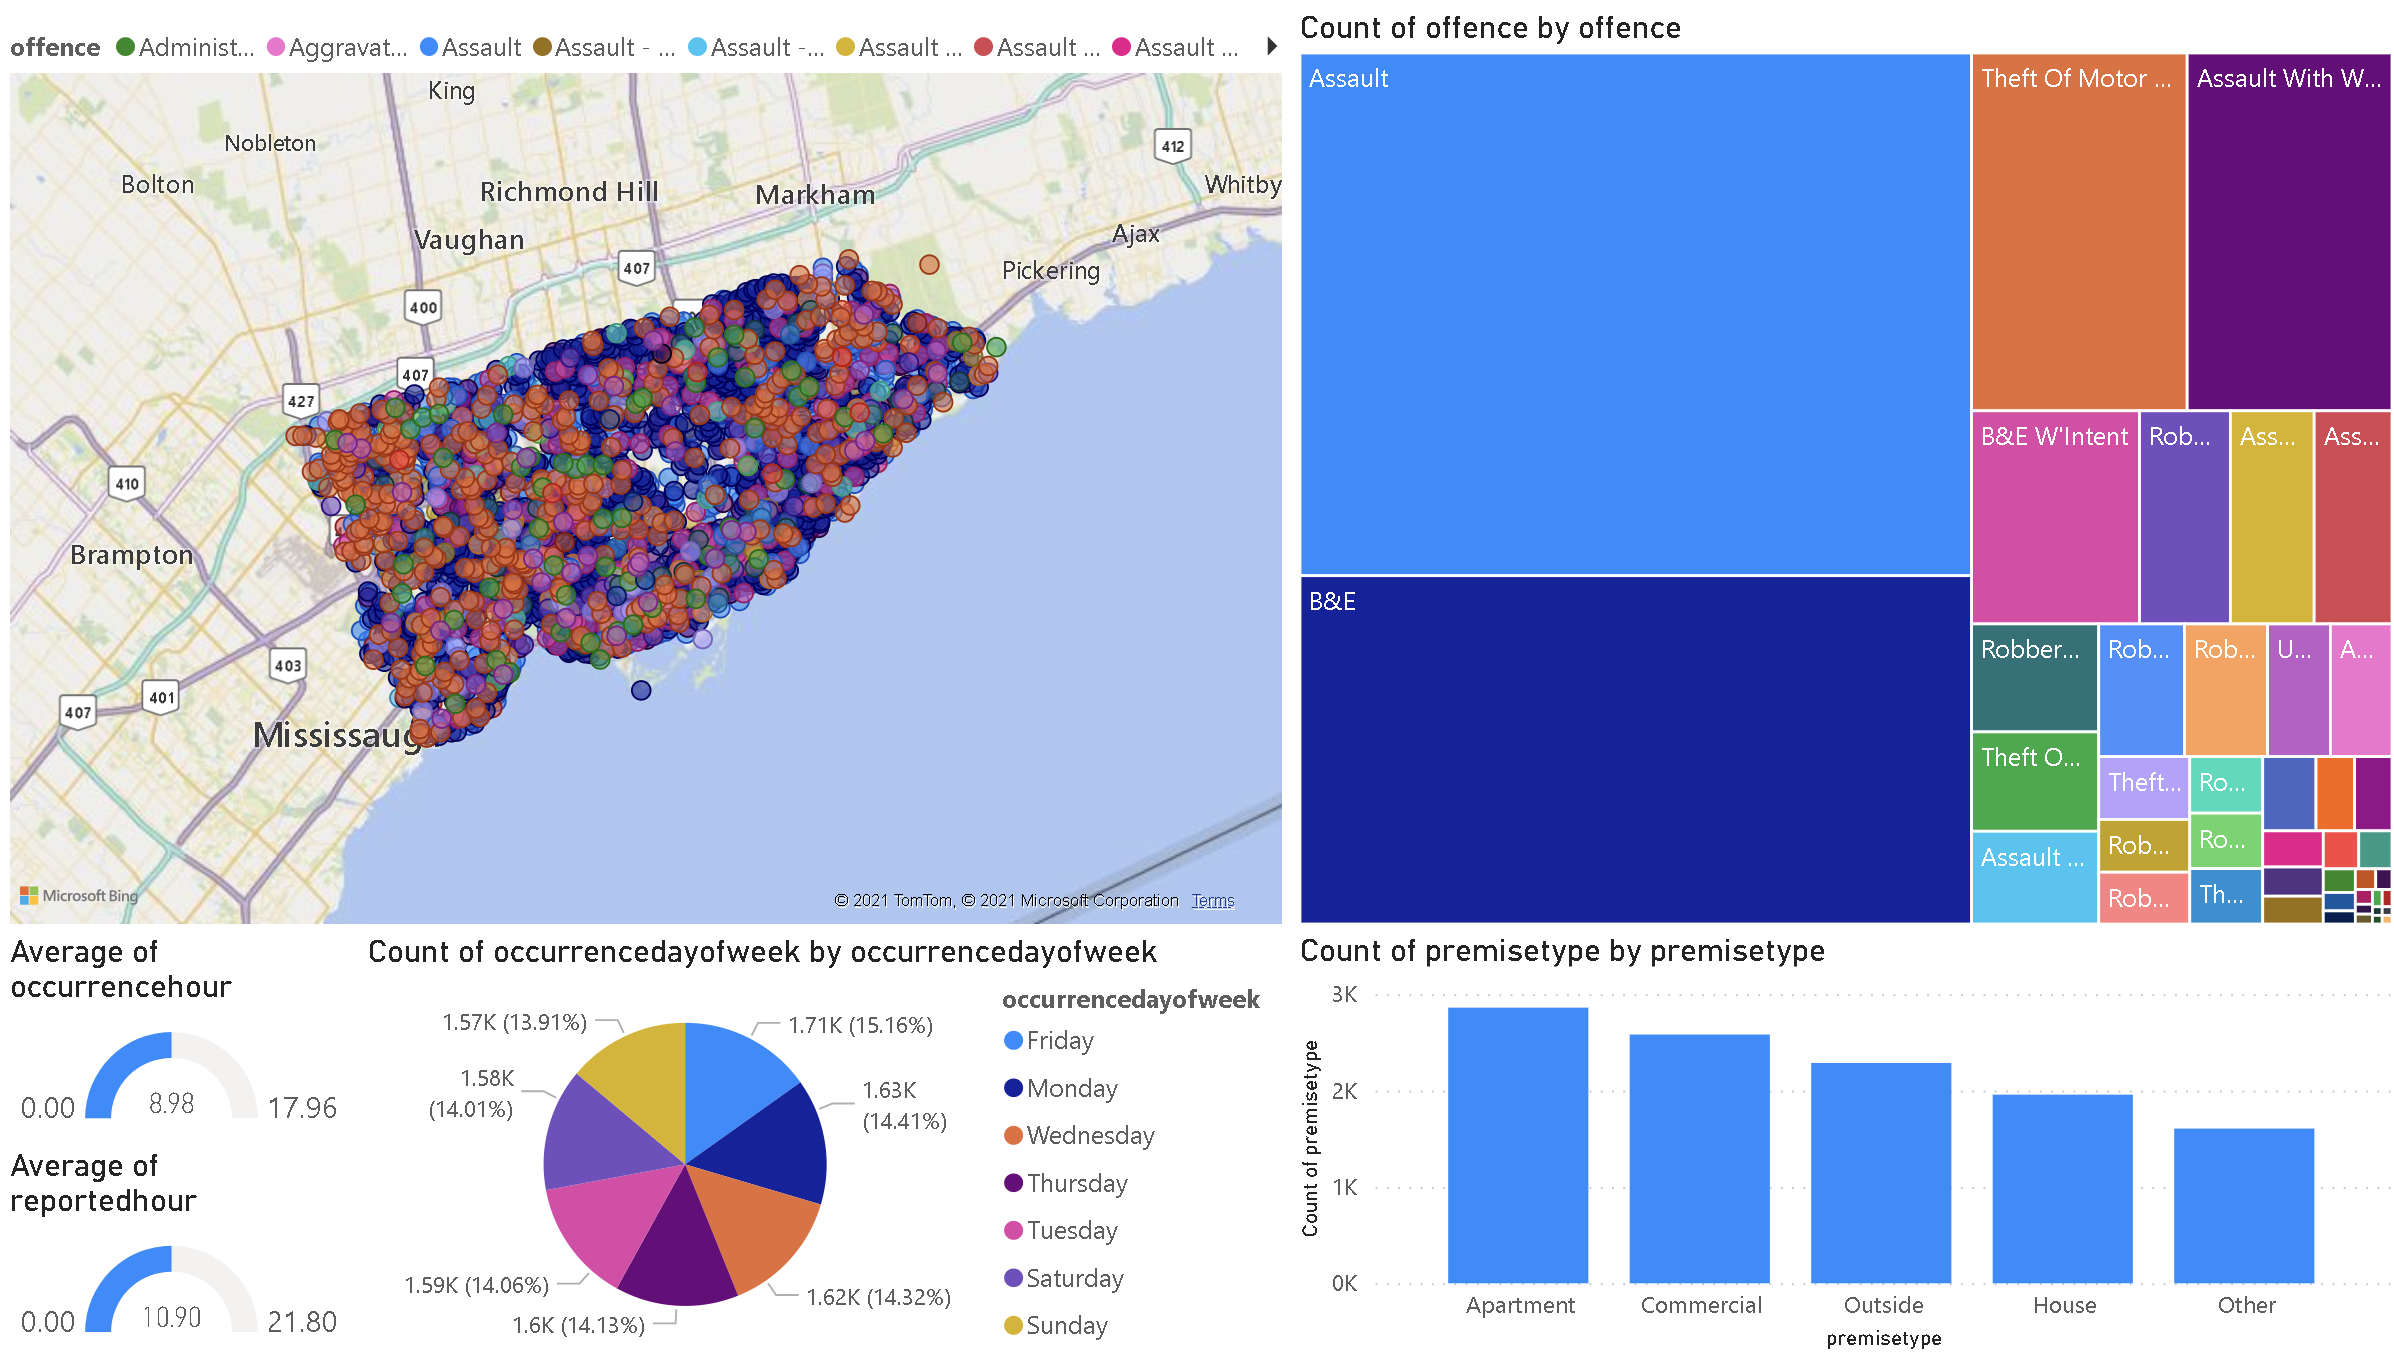 offence Administ... Aggravat... Assault Assault - ... Assault -... Assault ... Assault ... Assault ...
King
Nobleton
Bolton
Richmond Hill
Markham
412
Whitby
Vaughan
Ajax
407
Pickering
400
407
427
410
Brampton
403
401
407
Mississaug
Microsoft Bing
© 2021 TomTom, © 2021 Microsoft Corporation Terms
Count of offence by offence
Assault
Theft Of Motor ...
Assault With W...
B&E W'Intent
Rob...
Ass...
Ass...
B&E
Robber...
Rob...
Rob...
U...
A...
Theft O...
Theft...
Ro...
Rob...
Ro...
Assault ...
Rob...
Th...
Average of
occurrencehour
0.00
8.98
17.96
Average of
reportedhour
0.00
10.90
21.80
Count of occurrencedayofweek by occurrencedayofweek
1.57K (13.91%)
1.71K (15.16%)
1.58K
(14.01%)
1.63K
(14.41%)
1.59K (14.06%)
1.62K (14.32%)
1.6K (14.13%)
occurrencedayofweek
Friday
Monday
Wednesday
Thursday
Tuesday
Saturday
Sunday
Count of premisetype by premisetype
Count of premisetype
3K
2K
1K
0K
Apartment
Commercial
Outside
House
Other
premisetype